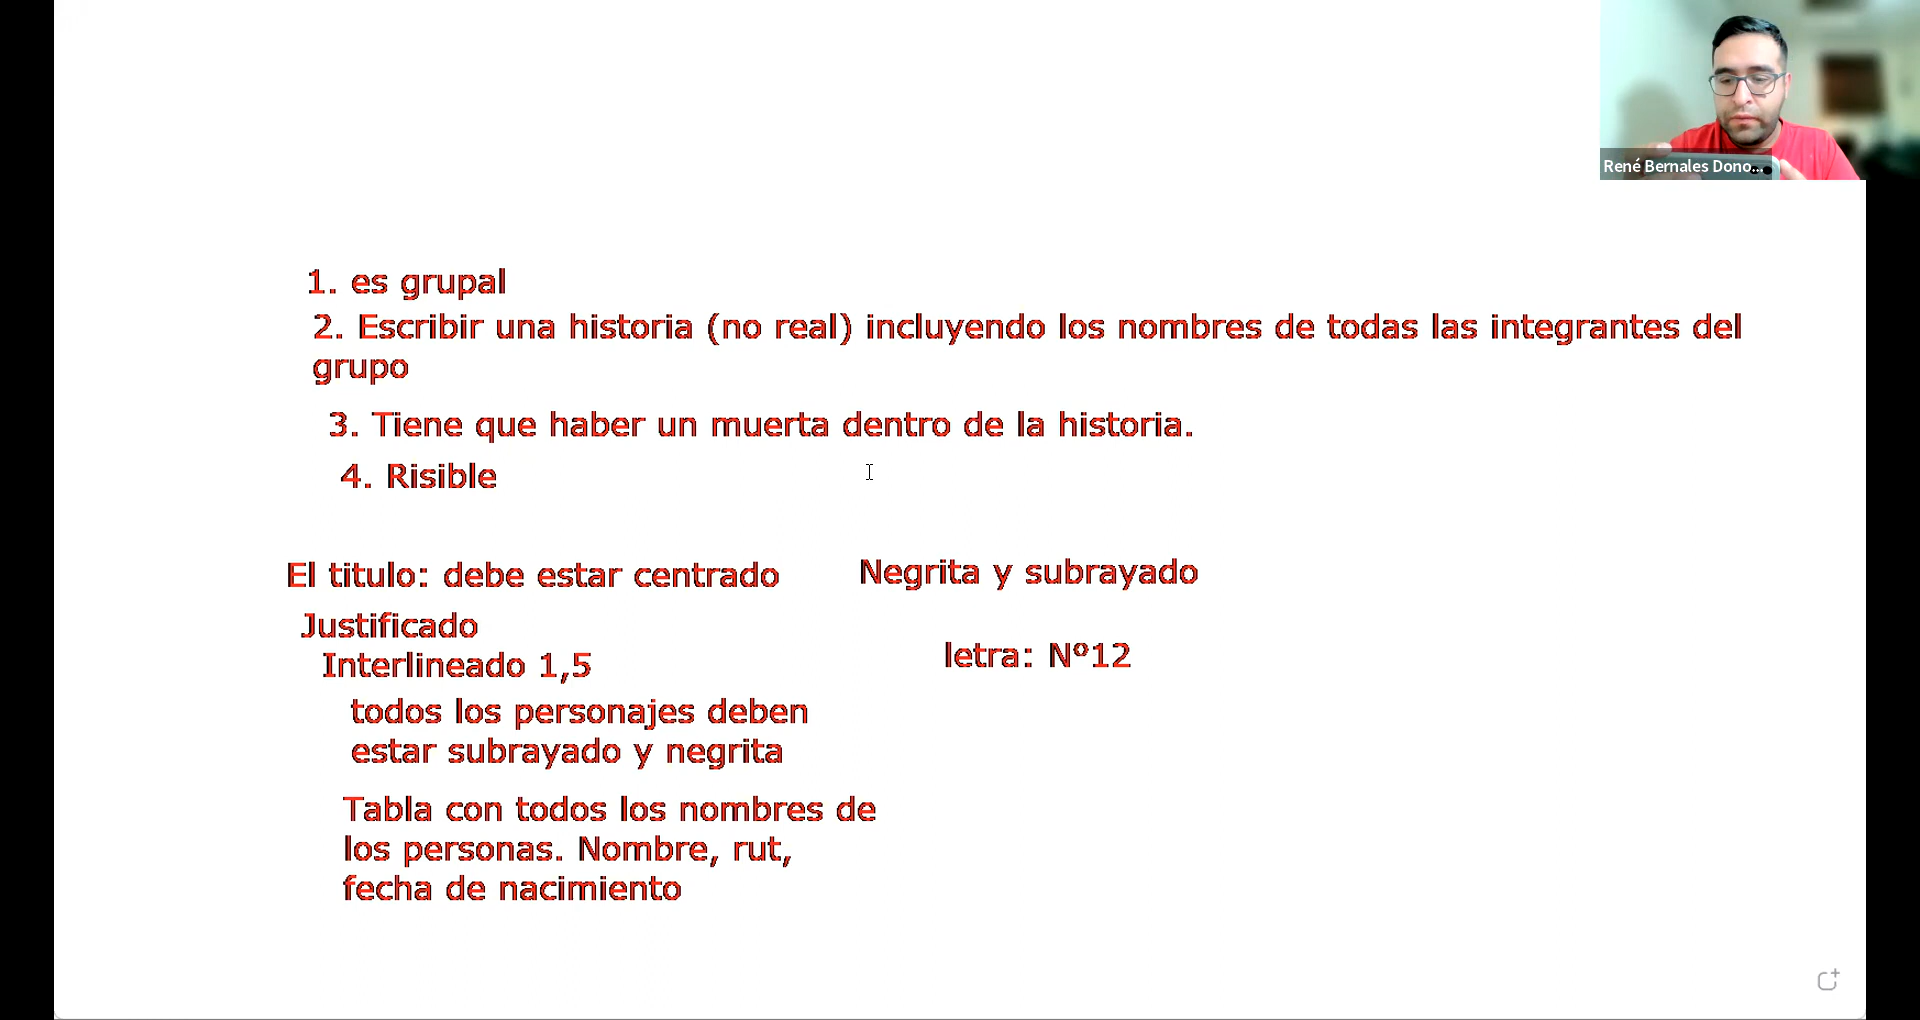 René Bernales Dono...
1. es grupal
2. Escribir una historia (no real) incluyendo los nombres de todas las integrantes del
grupo
3. Tiene que haber un muerta dentro de la historia.
4. Risible
El titulo: debe estar centrado
Negrita y subrayado
Justificado
Interlineado 1,5
letra: Nº12
todos los personajes deben
estar subrayado y negrita
Tabla con todos los nombres de
los personas. Nombre, rut,
fecha de nacimiento